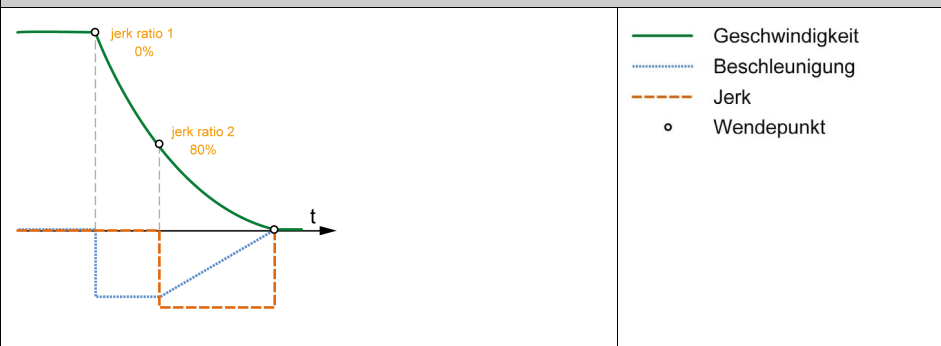 jerk ratio 1
0%
jerk ratio 2
80%
t
Geschwindigkeit
Beschleunigung
Jerk
Wendepunkt